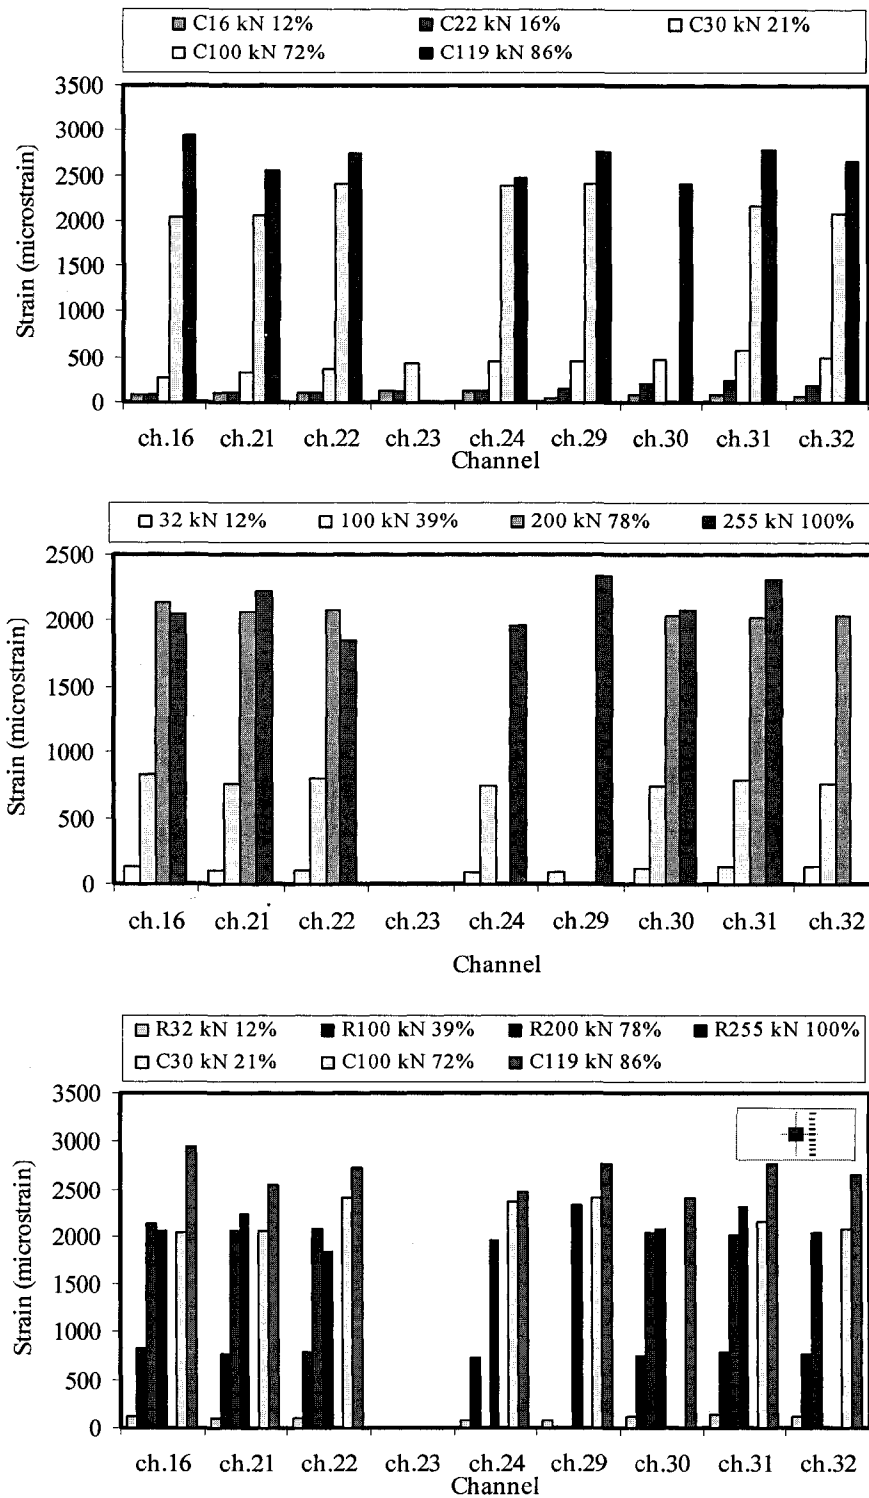 C16 kN 12% C22 kN 16% C30 kN 21%
C100 kN 72% C119 kN 86%
3500
3000
2500
2000
1500
1000
500
0
Strain (microstrain)
ch.16 ch.21 ch.22 ch.23 ch.24 ch.29 ch.30 ch.31 ch.32
Channel
32 kN 12% 100 kN 39% 200 kN 78% 255 kN 100%
2500
2000
1500
1000
500
0
Strain (microstrain)
ch.16 ch.21 ch.22 ch.23 ch.24 ch.29 ch.30 ch.31 ch.32
Channel
R32 kN 12% R100 kN 39% R200 kN 78% R255 kN 100%
C30 kN 21% C100 kN 72% C119 kN 86%
3500
3000
2500
2000
1500
1000
500
0
Strain (microstrain)
ch.16 ch.21 ch.22 ch.23 ch.24 ch.29 ch.30 ch.31 ch.32
Channel